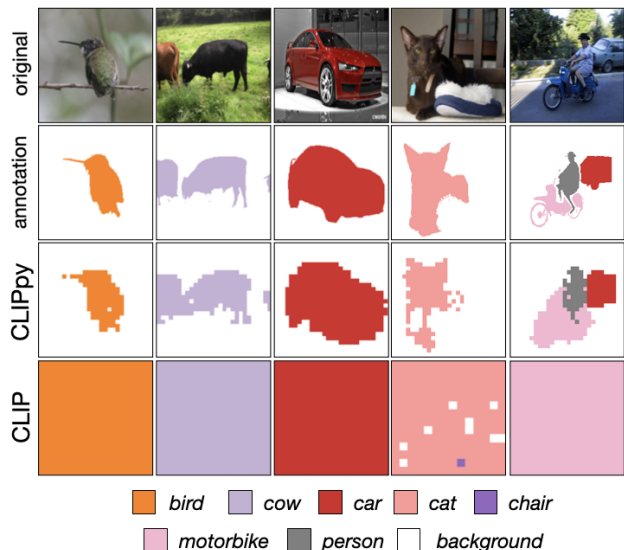 original
annotation
CLIPpy
CLIP
bird cow car cat chair
motorbike person background